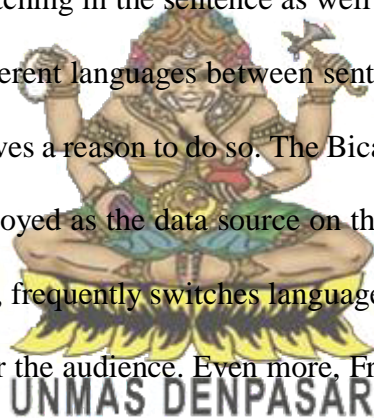 ching in the sentence as well
erent languages between sent
ves a reason to do so. The Bica
oyed as the data source on th
, frequently switches language
r the audience. Even more, Fr
UNMAS DENPASAR